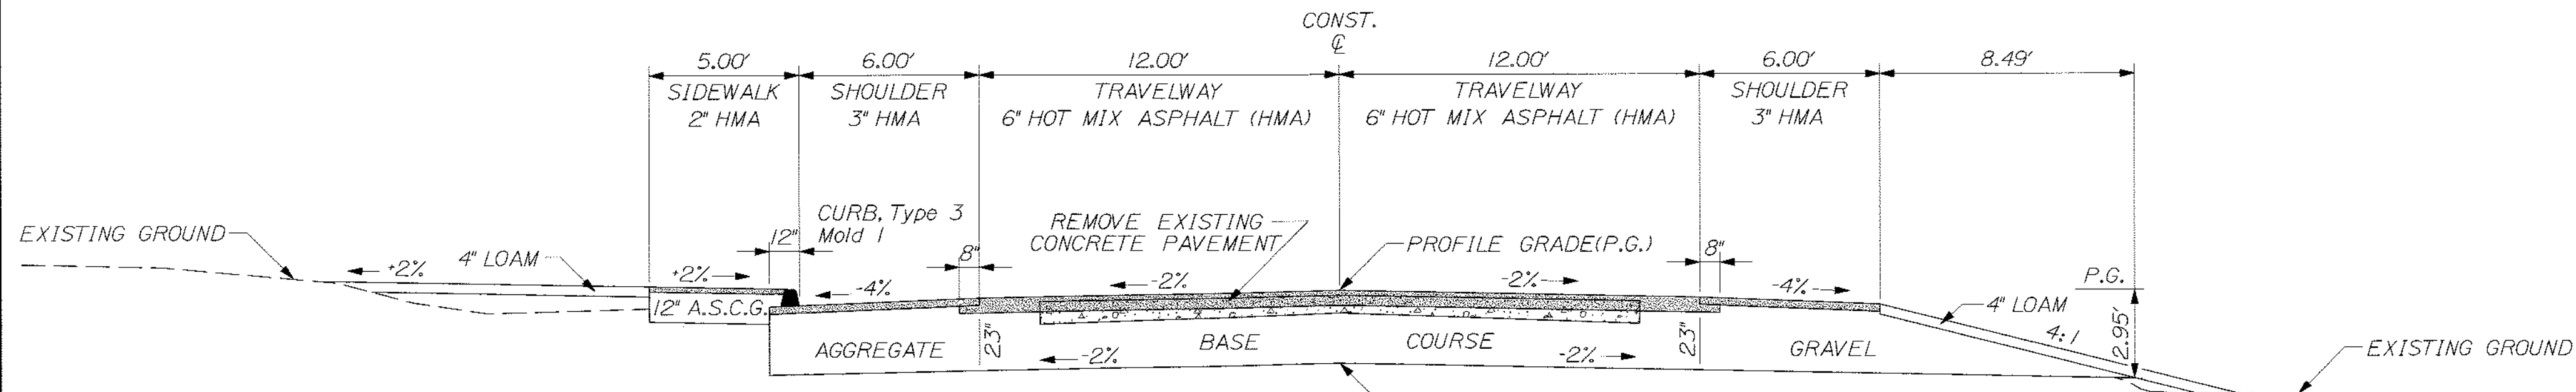 CONST.
℄
5.00' 6.00' 12.00' 12.00' 6.00' 8.49'
SIDEWALK SHOULDER TRAVELWAY TRAVELWAY SHOULDER
2" HMA 3" HMA 6" HOT MIX ASPHALT (HMA) 6" HOT MIX ASPHALT (HMA) 3" HMA
CURB, Type 3
Mold 1
12"
EXISTING GROUND
REMOVE EXISTING
CONCRETE PAVEMENT
PROFILE GRADE(P.G.)
8" 8"
4" LOAM
+2% +2% -4% -2% -2% -4%
P.G.
12" A.S.C.G.
4" LOAM
4:1
2.95'
23" 23"
AGGREGATE BASE COURSE GRAVEL
-2% -2%
EXISTING GROUND